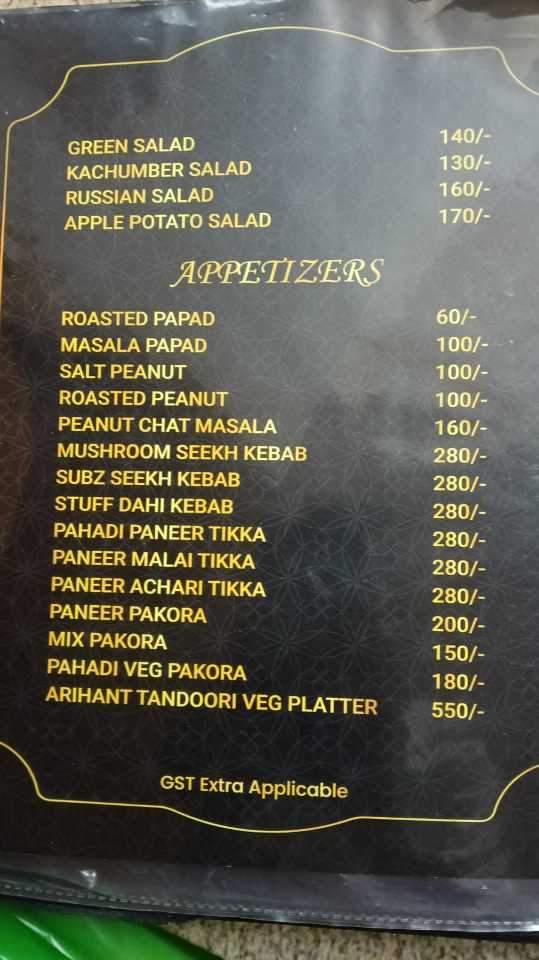 GREEN SALAD 140/-
KACHUMBER SALAD 130/-
RUSSIAN SALAD 160/-
APPLE POTATO SALAD 170/-
APPETIZERS
ROASTED PAPAD 60/-
MASALA PAPAD 100/-
SALT PEANUT 100/-
ROASTED PEANUT 100/-
PEANUT CHAT MASALA 160/-
MUSHROOM SEEKH KEBAB 280/-
SUBZ SEEKH KEBAB 280/-
STUFF DAHI KEBAB 280/-
PAHADI PANEER TIKKA 280/-
PANEER MALAI TIKKA 280/-
PANEER ACHARI TIKKA 280/-
PANEER PAKORA 200/-
MIX PAKORA 150/-
PAHADI VEG PAKORA 180/-
ARIHANT TANDOORI VEG PLATTER 550/-
GST Extra Applicable